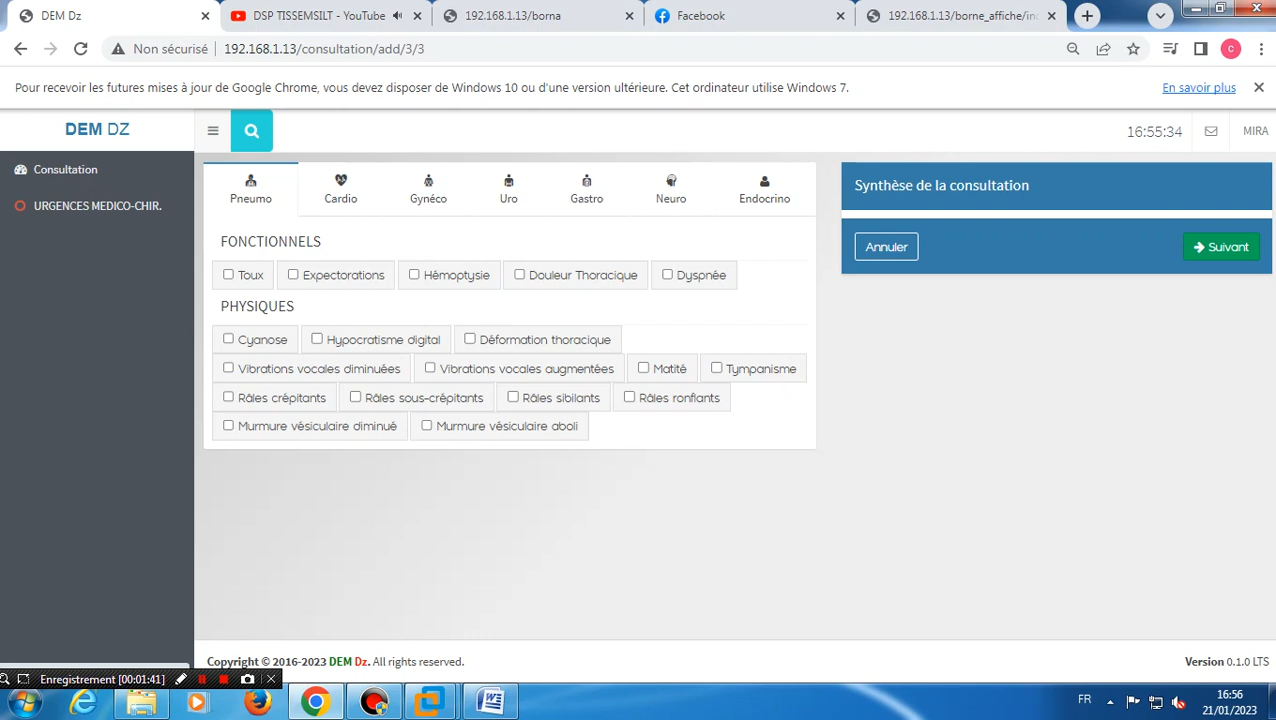 DEM Dz
DSP TISSEMSILT - YouTube
192.168.1.13/borna
Facebook
192.168.1.13/borne_affiche/inc
Non sécurisé
192.168.1.13/consultation/add/3/3
c
Pour recevoir les futures mises à jour de Google Chrome, vous devez disposer de Windows 10 ou d'une version ultérieure. Cet ordinateur utilise Windows 7.
En savoir plus
DEM DZ
16:55:34
MIRA
Consultation
URGENCES MEDICO-CHIR.
Pneumo
Cardio
Gynéco
Uro
Gastro
Neuro
Endocrino
Synthèse de la consultation
Annuler
Suivant
FONCTIONNELS
Toux
Expectorations
Hémoptysie
Douleur Thoracique
Dyspnée
PHYSIQUES
Cyanose
Hypocratisme digital
Déformation thoracique
Vibrations vocales diminuées
Vibrations vocales augmentées
Matité
Tympanisme
Râles crépitants
Râles sous-crépitants
Râles sibilants
Râles ronflants
Murmure vésiculaire diminué
Murmure vésiculaire aboli
Copyright © 2016-2023 DEM Dz. All rights reserved.
Version 0.1.0 LTS
Enregistrement [00:01:41]
FR
16:56
21/01/2023